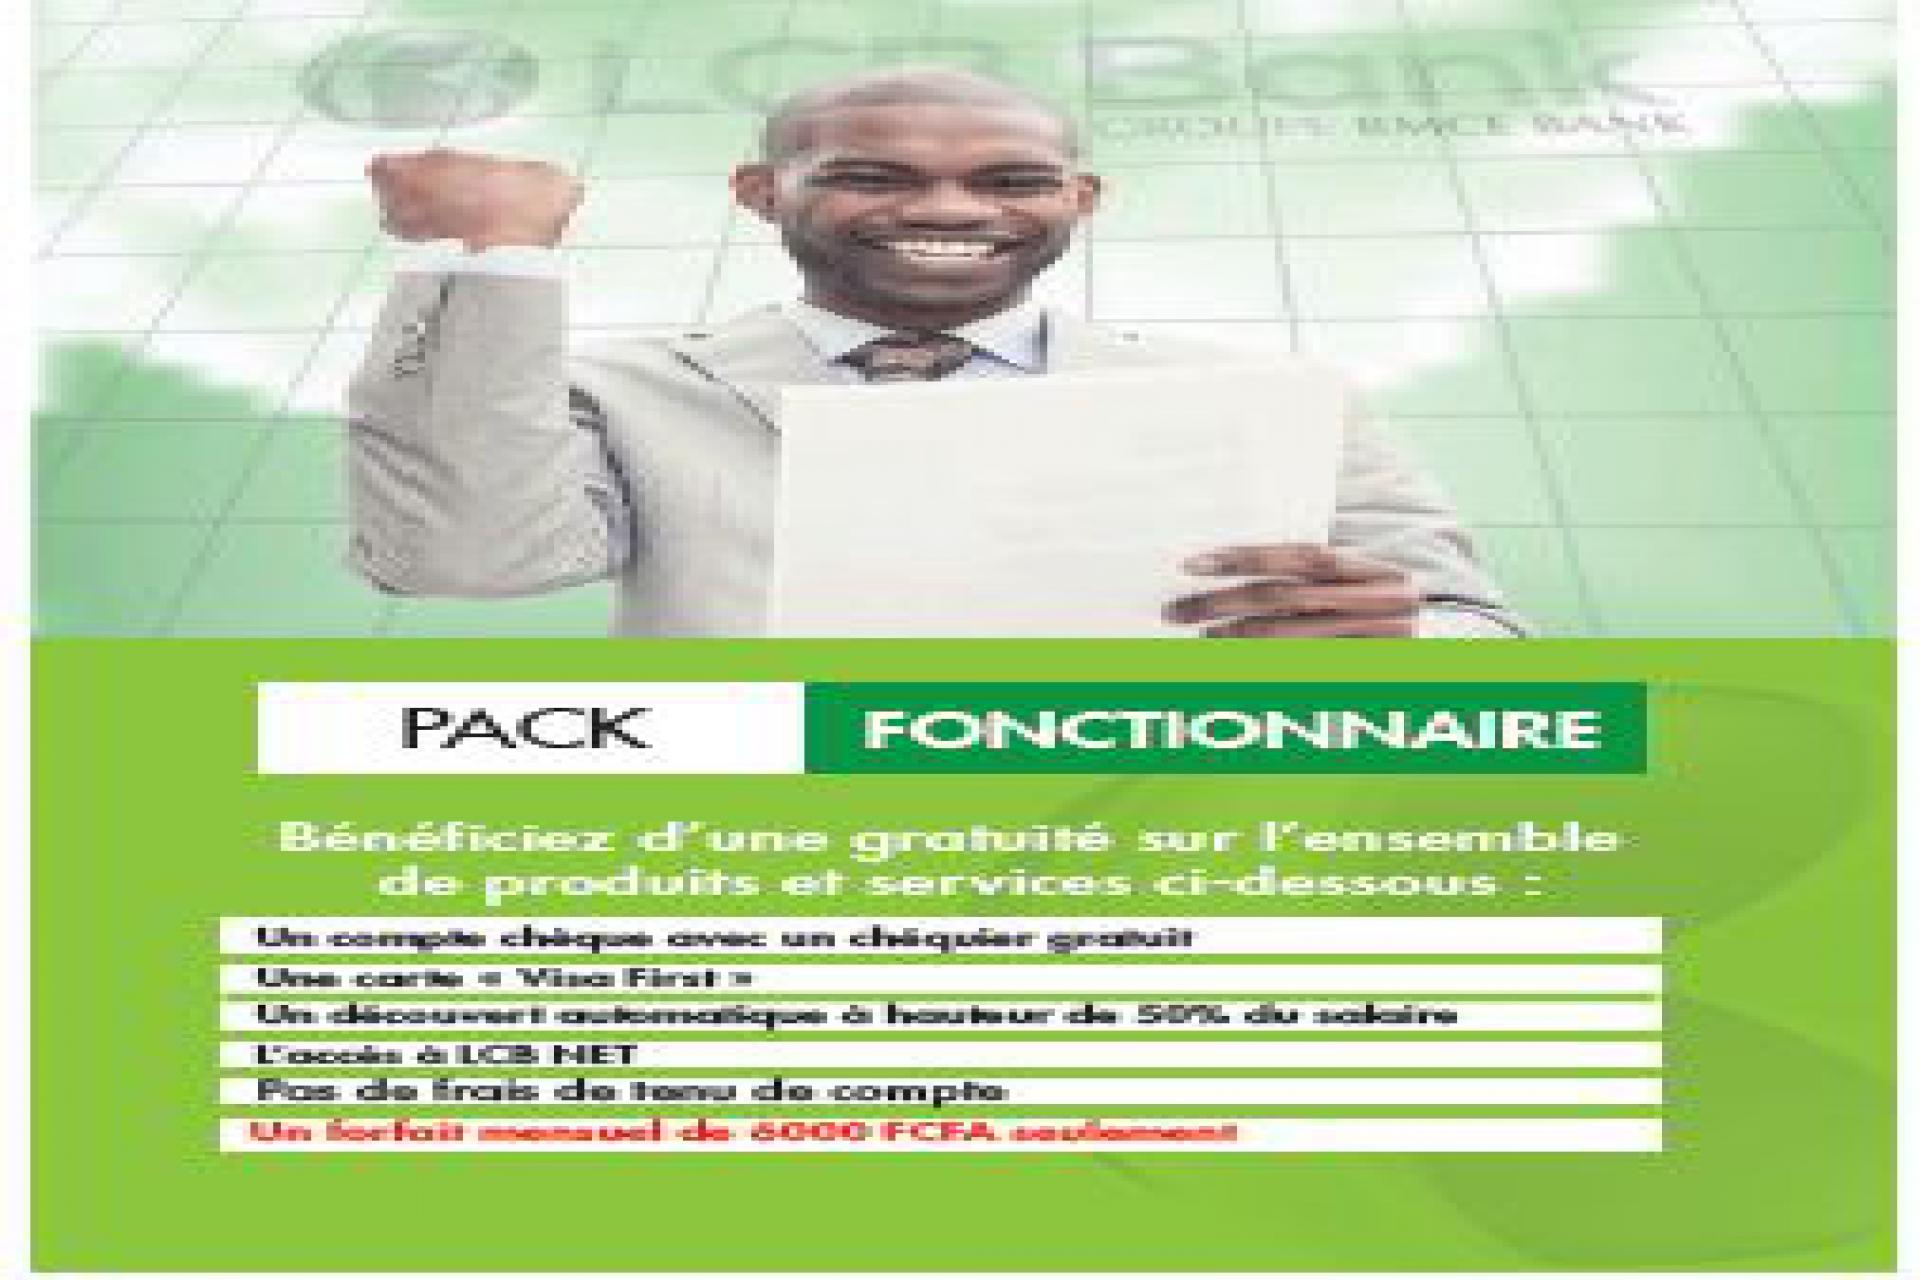 LCB Bank
GROUPE BMCE BANK
PACK FONCTIONNAIRE
Bénéficiez d'une gratuité sur l'ensemble
de produits et services ci-dessous :
Un compte chèque avec un chéquier gratuit
Une carte « Visa First »
Un découvert automatique à hauteur de 50% du salaire
L'accès à LCB NET
Pas de frais de tenu de compte
Un forfait mensuel de 6000 FCFA seulement